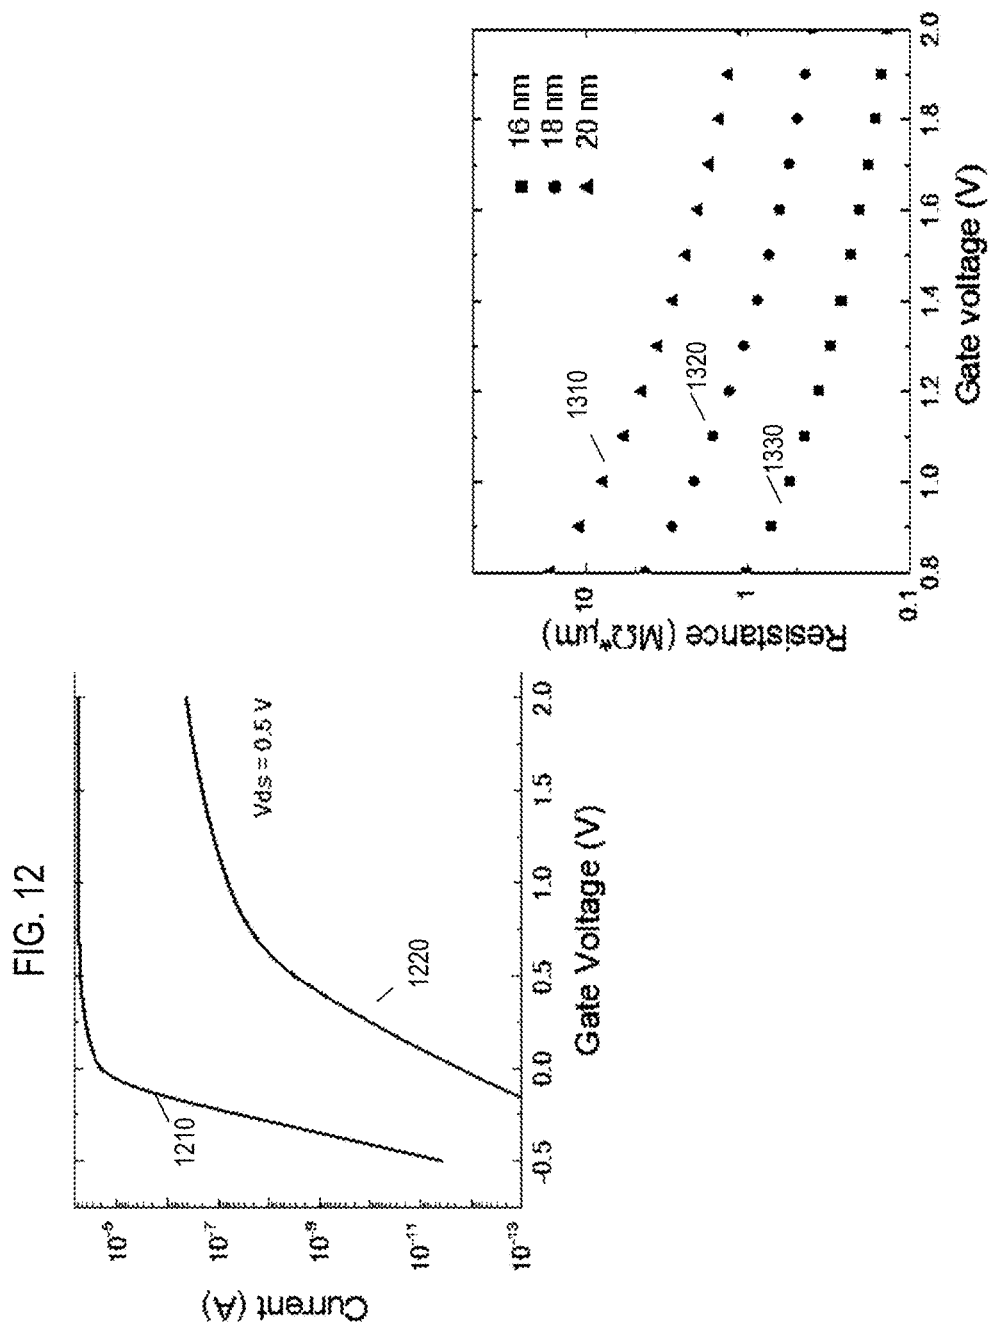 FIG. 12
Current (A)
10⁻⁵
10⁻⁷
10⁻⁹
10⁻¹¹
10⁻¹³
1210
1220
Vds = 0.5 V
-0.5
0.0
0.5
1.0
1.5
2.0
Gate Voltage (V)
Resistance (MΩ*µm)
10
1
0.1
1310
1320
1330
16 nm
18 nm
20 nm
0.8
1.0
1.2
1.4
1.6
1.8
2.0
Gate voltage (V)